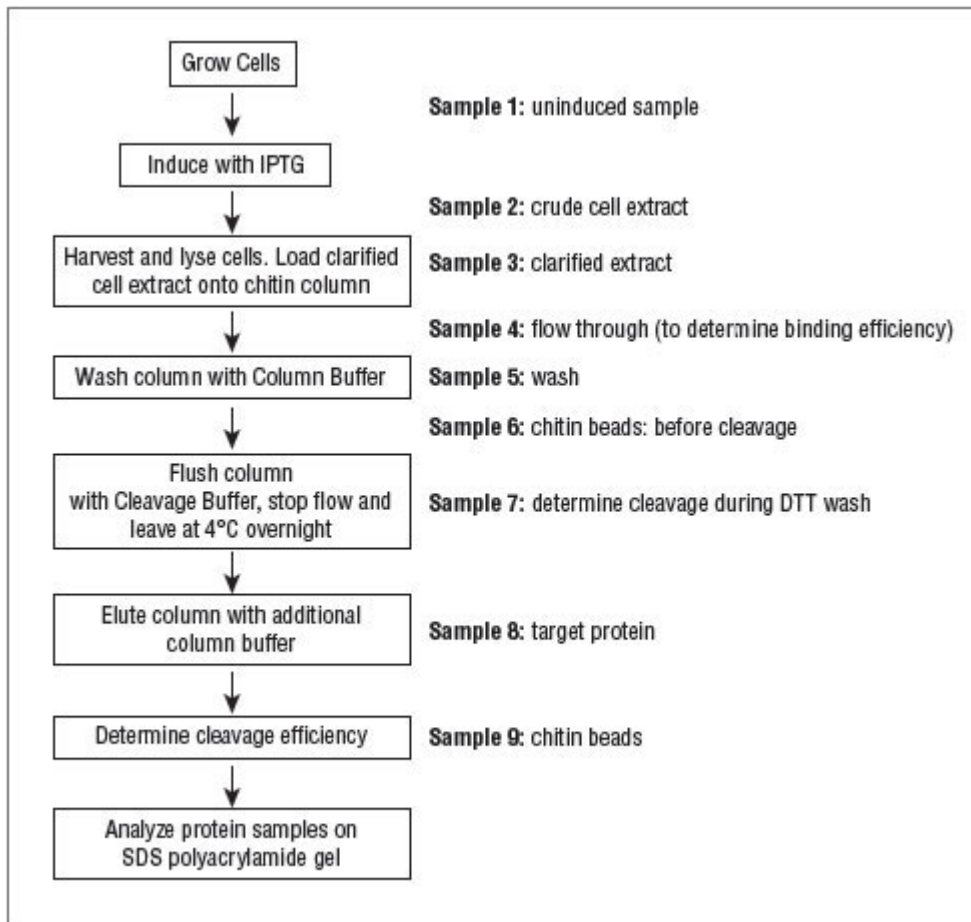 Grow Cells
Sample 1: uninduced sample
Induce with IPTG
Sample 2: crude cell extract
Harvest and lyse cells. Load clarified
cell extract onto chitin column
Sample 3: clarified extract
Sample 4: flow through (to determine binding efficiency)
Wash column with Column Buffer
Sample 5: wash
Sample 6: chitin beads: before cleavage
Flush column
with Cleavage Buffer, stop flow and
leave at 4°C overnight
Sample 7: determine cleavage during DTT wash
Elute column with additional
column buffer
Sample 8: target protein
Determine cleavage efficiency
Sample 9: chitin beads
Analyze protein samples on
SDS polyacrylamide gel